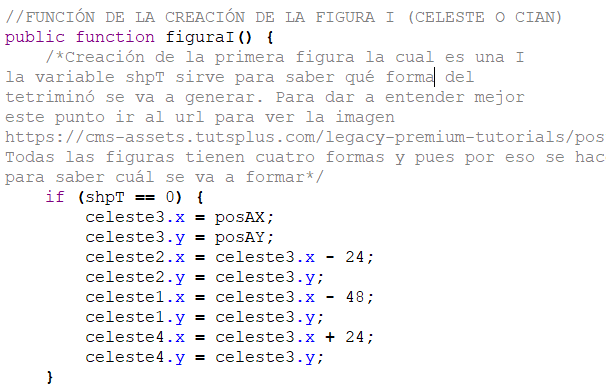 //FUNCIÓN DE LA CREACIÓN DE LA FIGURA I (CELESTE O CIAN)
public function figuraI() {
/*Creación de la primera figura la cual es una I
la variable shpT sirve para saber qué forma del
tetriminó se va a generar. Para dar a entender mejor
este punto ir al url para ver la imagen
https://cms-assets.tutsplus.com/legacy-premium-tutorials/pos
Todas las figuras tienen cuatro formas y pues por eso se hac
para saber cuál se va a formar*/
if (shpT == 0) {
celeste3.x = posAX;
celeste3.y = posAY;
celeste2.x = celeste3.x - 24;
celeste2.y = celeste3.y;
celeste1.x = celeste3.x - 48;
celeste1.y = celeste3.y;
celeste4.x = celeste3.x + 24;
celeste4.y = celeste3.y;
}